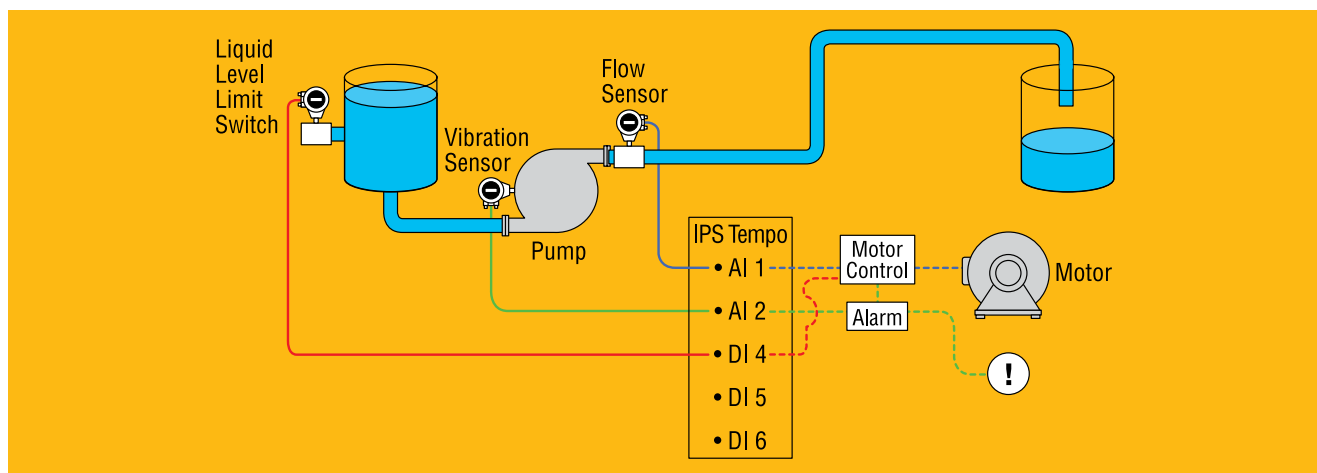 Liquid
Level
Limit
Switch
Vibration
Sensor
Flow
Sensor
Pump
IPS Tempo
• AI 1
• AI 2
• DI 4
• DI 5
• DI 6
Motor
Control
Alarm
Motor
!